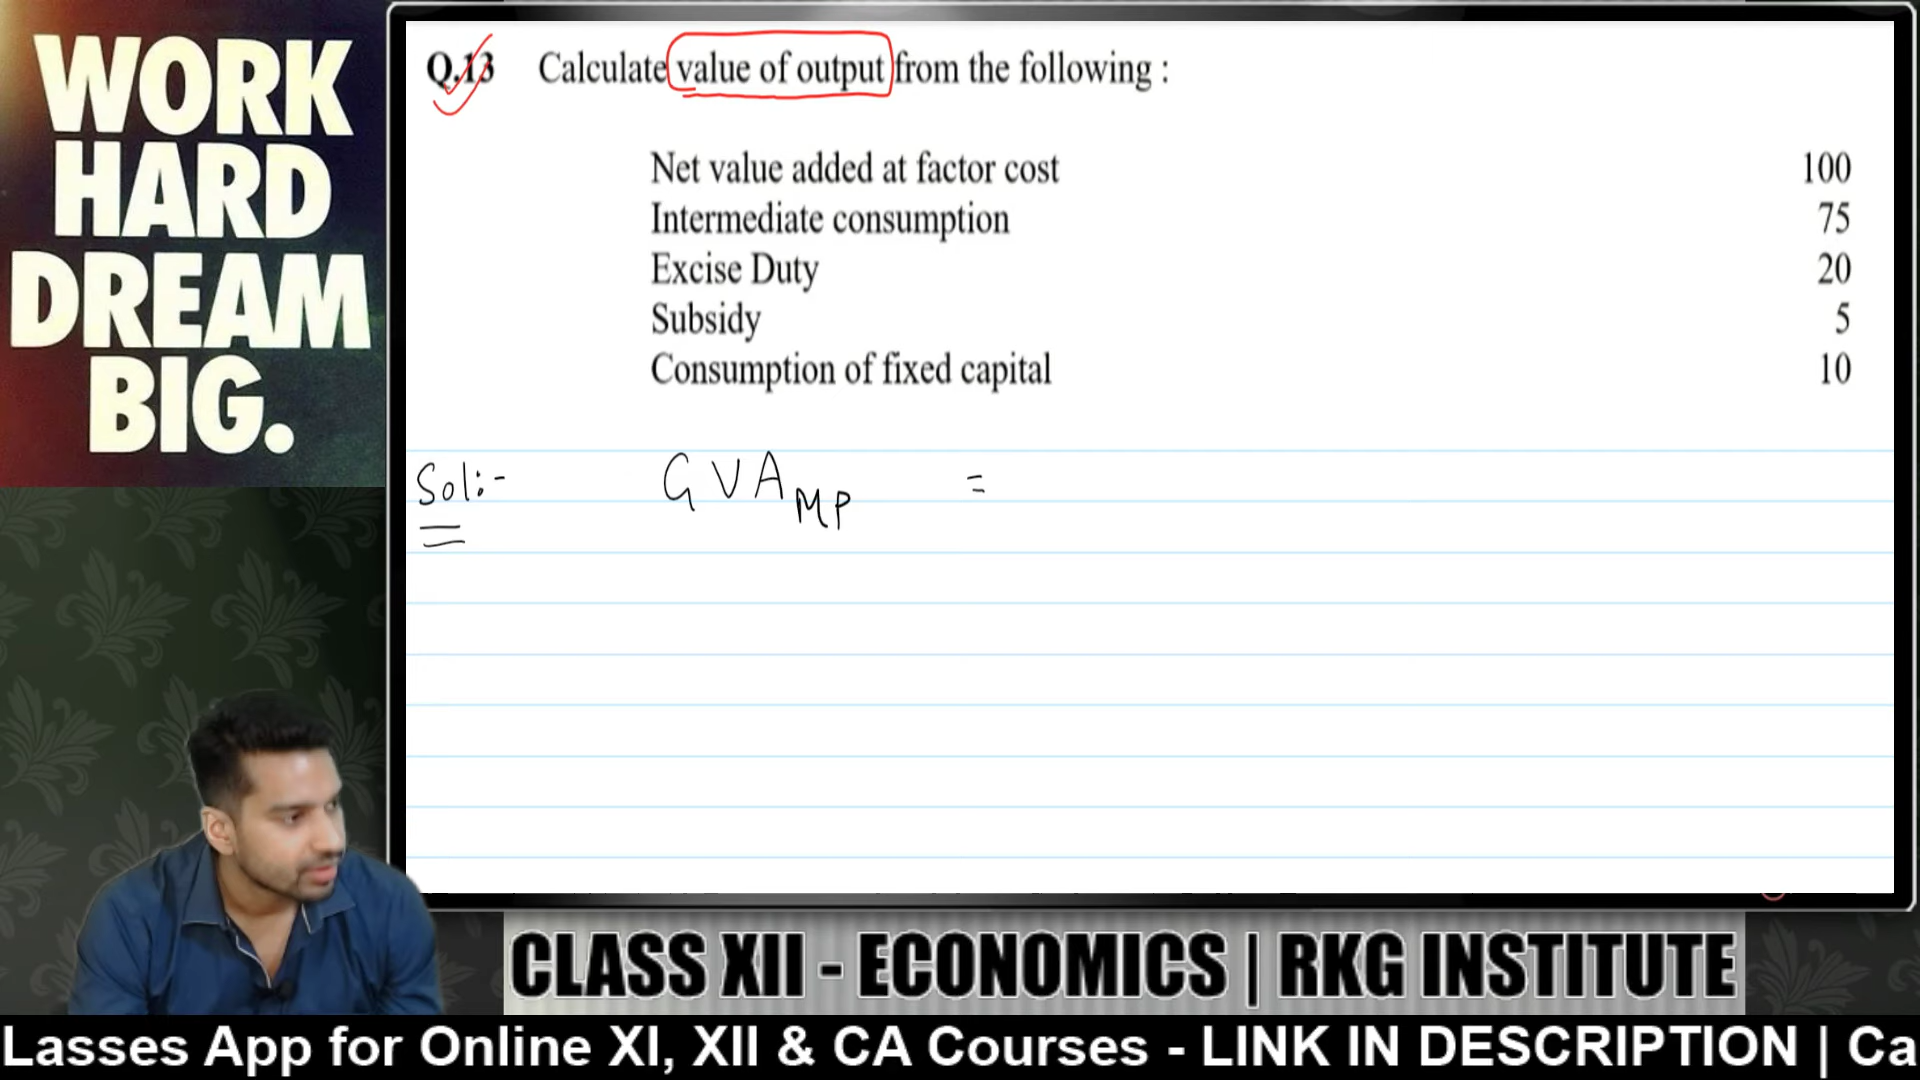 WORK
HARD
DREAM
BIG.
Q.13 Calculate value of output from the following :
Net value added at factor cost 100
Intermediate consumption 75
Excise Duty 20
Subsidy 5
Consumption of fixed capital 10
Sol:- GVA MP =
CLASS XII - ECONOMICS | RKG INSTITUTE
Lasses App for Online XI, XII & CA Courses - LINK IN DESCRIPTION | Ca